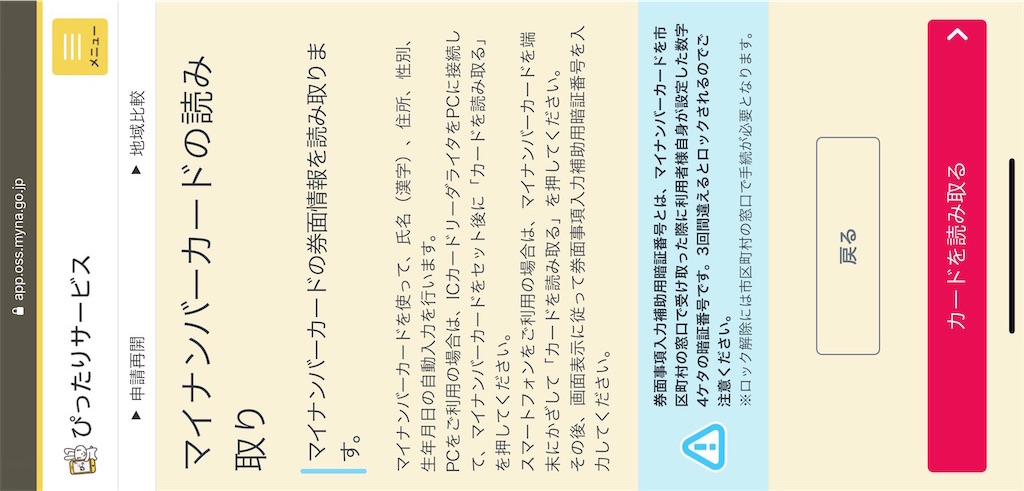 app.oss.myna.go.jp
ぴったりサービス
メニュー
▶ 申請再開
▶ 地域比較
マイナンバーカードの読み
取り
マイナンバーカードの券面情報を読み取りま
す。
マイナンバーカードを使って、氏名（漢字）、住所、性別、
生年月日の自動入力を行います。
PCをご利用の場合は、ICカードリーダライタをPCに接続し
て、マイナンバーカードをセット後に「カードを読み取る」
を押してください。
スマートフォンをご利用の場合は、マイナンバーカードを端
末にかざして「カードを読み取る」を押してください。
その後、画面表示に従って券面事項入力補助用暗証番号を入
力してください。
券面事項入力補助用暗証番号とは、マイナンバーカードを市
区町村の窓口で受け取った際に利用者様自身が設定した数字
4ケタの暗証番号です。3回間違えるとロックされるのでご
注意ください。
※ロック解除には市区町村の窓口で手続が必要となります。
戻る
カードを読み取る